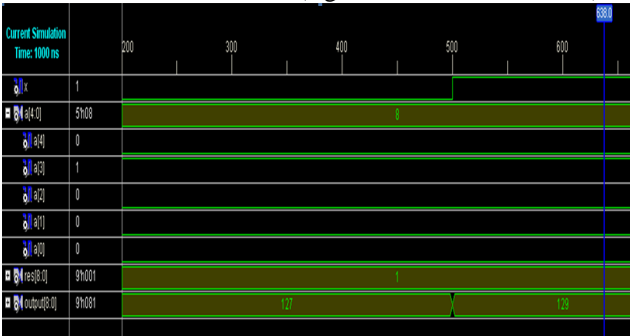 638.0
Current Simulation
Time: 1000 ns
200 300 400 500 600
x 1
a[4:0] 5'h08 8
a[4] 0
a[3] 1
a[2] 0
a[1] 0
a[0] 0
res[8:0] 9'h001 1
output[8:0] 9'h081 127 129